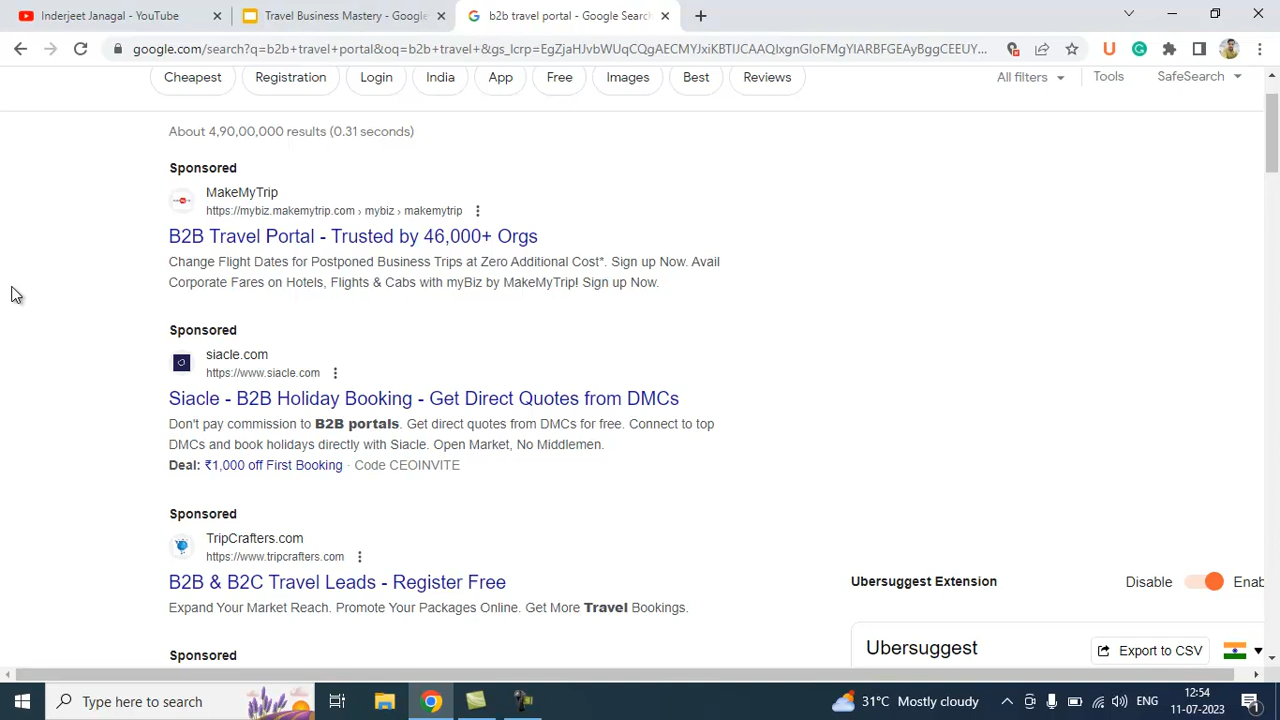 Inderjeet Janagal - YouTube
Travel Business Mastery - Google
b2b travel portal - Google Search
google.com/search?q=b2b+travel+portal&oq=b2b+travel+&gs_lcrp=EgZjaHJvbWUqCQgAECMYJxiKBTIJCAAQIxgnGIoFMgYIARBFGEAyBggCEEUY...
Cheapest
Registration
Login
India
App
Free
Images
Best
Reviews
All filters
Tools
SafeSearch
About 4,90,00,000 results (0.31 seconds)
Sponsored
MakeMyTrip
https://mybiz.makemytrip.com › mybiz › makemytrip
B2B Travel Portal - Trusted by 46,000+ Orgs
Change Flight Dates for Postponed Business Trips at Zero Additional Cost*. Sign up Now. Avail
Corporate Fares on Hotels, Flights & Cabs with myBiz by MakeMyTrip! Sign up Now.
Sponsored
siacle.com
https://www.siacle.com
Siacle - B2B Holiday Booking - Get Direct Quotes from DMCs
Don't pay commission to B2B portals. Get direct quotes from DMCs for free. Connect to top
DMCs and book holidays directly with Siacle. Open Market, No Middlemen.
Deal: ₹1,000 off First Booking · Code CEOINVITE
Sponsored
TripCrafters.com
https://www.tripcrafters.com
B2B & B2C Travel Leads - Register Free
Expand Your Market Reach. Promote Your Packages Online. Get More Travel Bookings.
Sponsored
Ubersuggest Extension
Disable
Enab
Ubersuggest
Export to CSV
Type here to search
31°C Mostly cloudy
ENG
12:54
11-07-2023
1